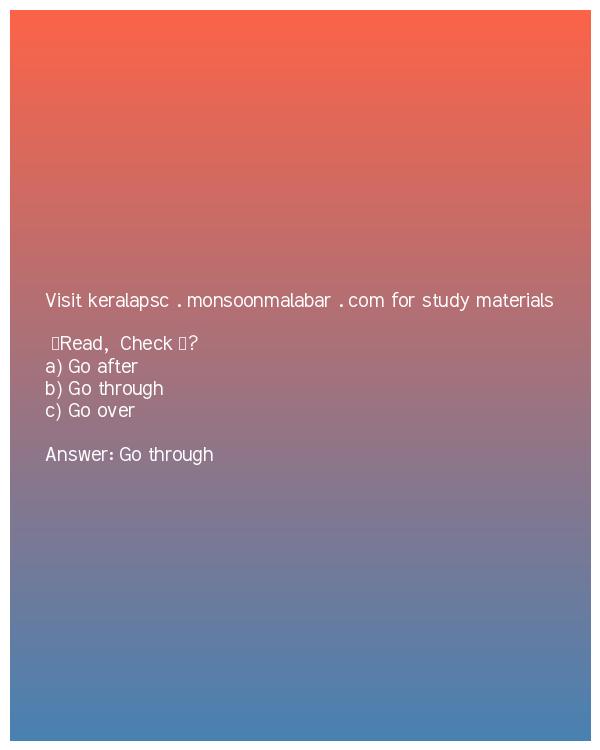 Visit keralapsc . monsoonmalabar . com for study materials
▯Read, Check ▯?
a) Go after
b) Go through
c) Go over
Answer: Go through